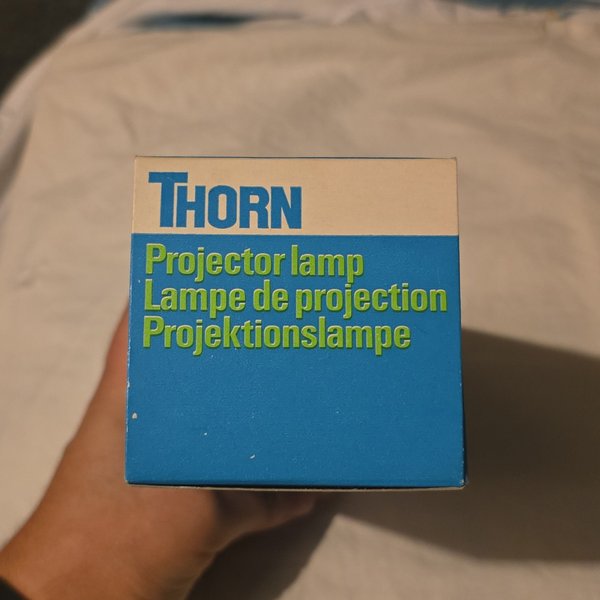 THORN
Projector lamp
Lampe de projection
Projektionslampe